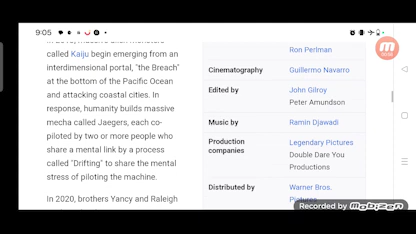 9:05
called Kaiju begin emerging from an
interdimensional portal, "the Breach"
at the bottom of the Pacific Ocean
and attacking coastal cities. In
response, humanity builds massive
mecha called Jaegers, each co-
piloted by two or more people who
share a mental link by a process
called "Drifting" to share the mental
stress of piloting the machine.
In 2020, brothers Yancy and Raleigh
Ron Perlman
Cinematography Guillermo Navarro
Edited by John Gilroy
Peter Amundson
Music by Ramin Djawadi
Production companies Legendary Pictures
Double Dare You
Productions
Distributed by Warner Bros.
Pictures
Recorded by Mobizen